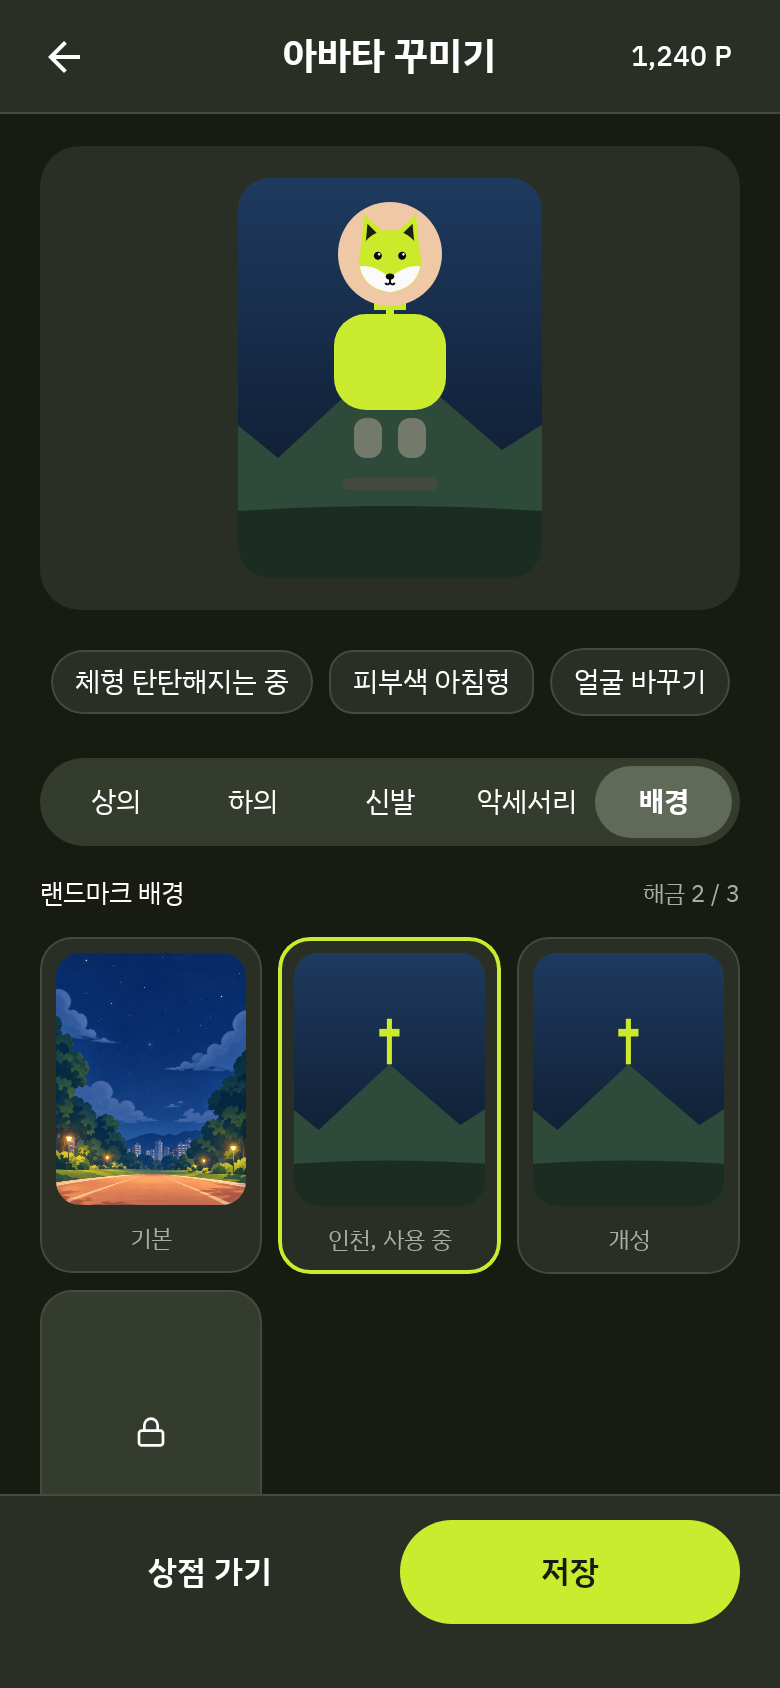 아바타 꾸미기
1,240 P
체형 탄탄해지는 중
피부색 아침형
얼굴 바꾸기
상의
하의
신발
악세서리
배경
랜드마크 배경
해금 2 / 3
기본
인천, 사용 중
개성
상점 가기
저장